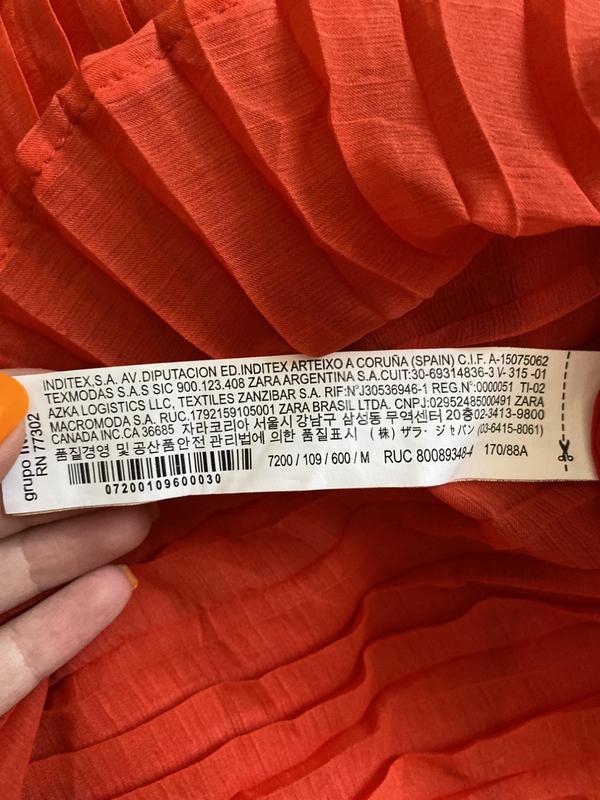 INDITEX,S.A. AV.DIPUTACION ED.INDITEX ARTEIXO A CORUÑA (SPAIN) C.I.F. A-15075062
TEXMODAS S.A.S SIC 900.123.408 ZARA ARGENTINA S.A.CUIT:30-69314836-3 V- 315 -01
AZKA LOGISTICS LLC, TEXTILES ZANZIBAR S.A. RIF:NºJ30536946-1 REG.Nº:0000051 TI-02
MACROMODA S.A. RUC.1792159105001 ZARA BRASIL LTDA. CNPJ:02952485000491 ZARA
CANADA INC.CA 36685 자라코리아 서울시 강남구 삼성동 무역센터 20층02-3413-9800
품질경영 및 공산품안전 관리법에 의한 품질표시 (株) ザラ・ジャパン (03-6415-8061)
7200 / 109 / 600 / M RUC 80089348-4 170/88A
07200109600030
grupo
RN 77302